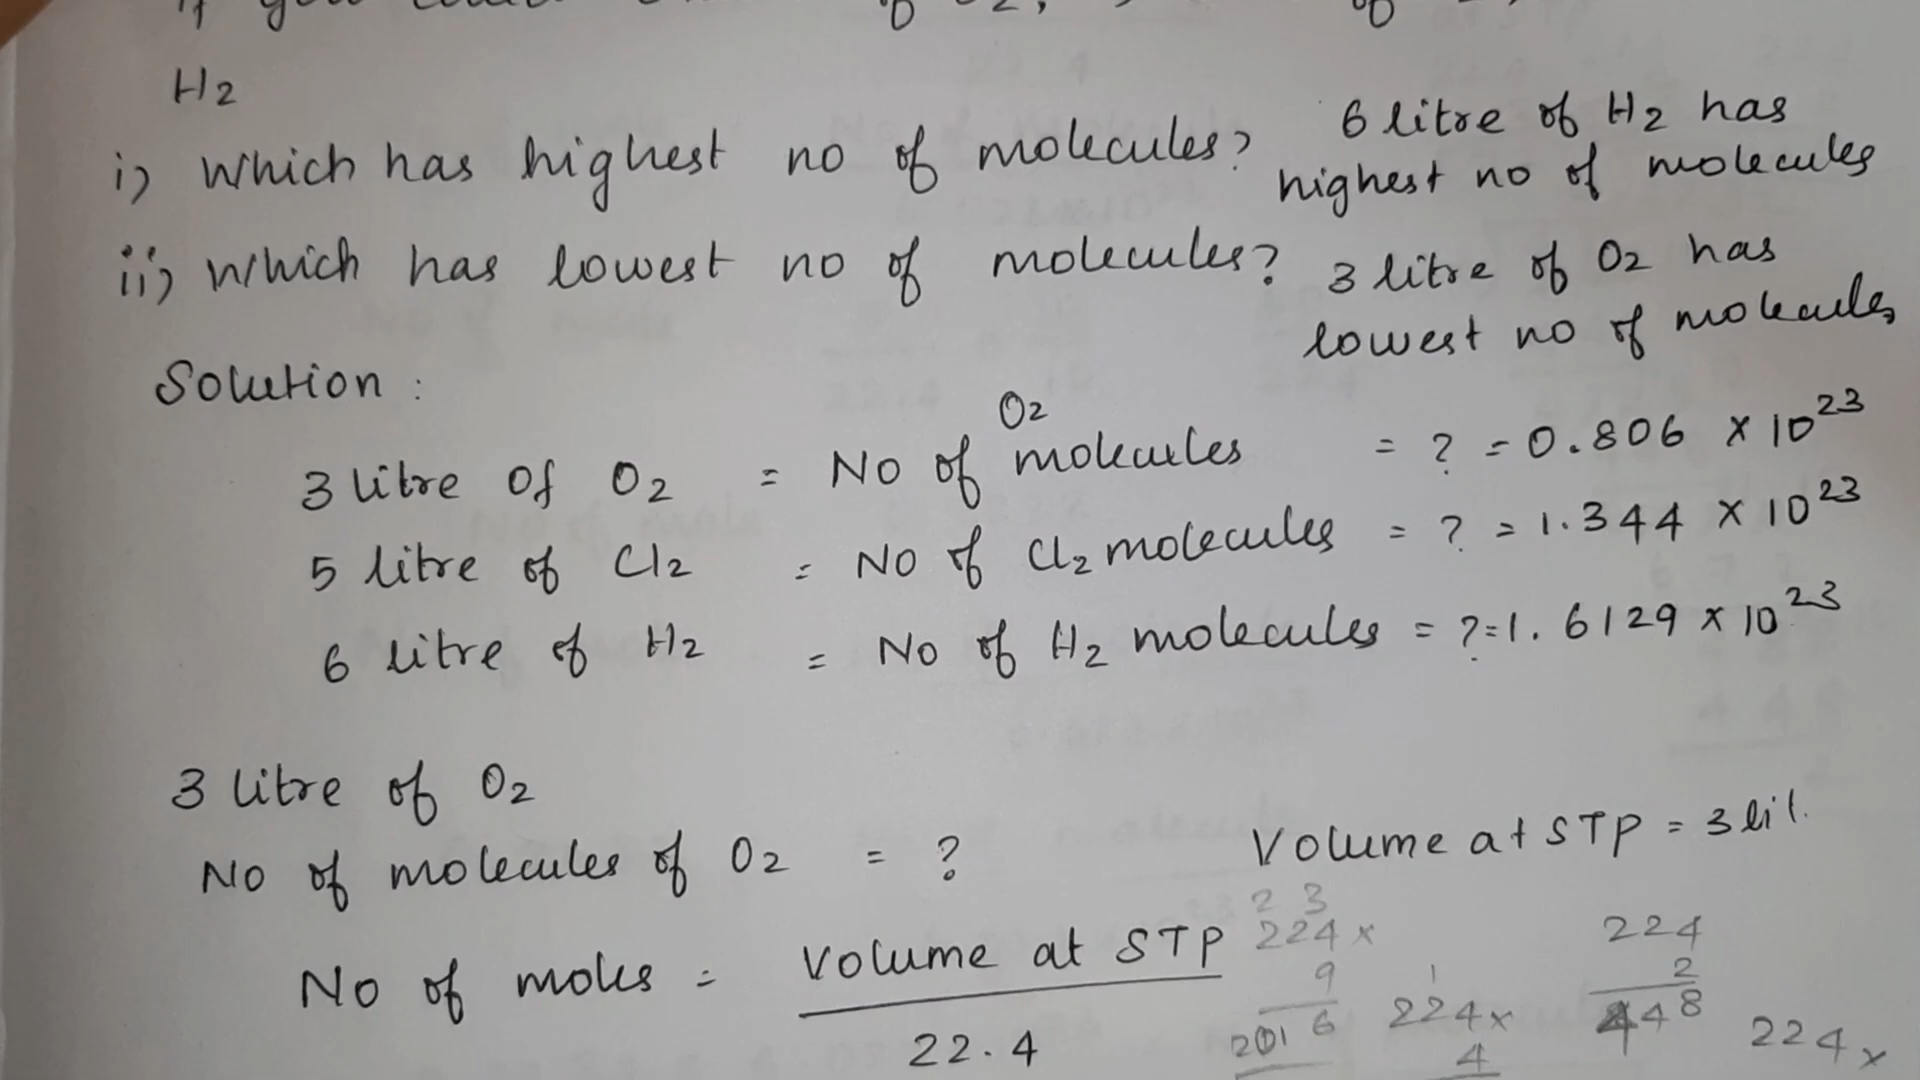 H2
i) Which has highest no of molecules? 6 litre of H2 has
highest no of molecules
ii) Which has lowest no of molecules? 3 litre of O2 has
lowest no of molecules
Solution :
O2
3 litre of O2 = No of molecules = ? = 0.806 × 10^23
5 litre of Cl2 = No of Cl2 molecules = ? = 1.344 × 10^23
6 litre of H2 = No of H2 molecules = ? = 1.6129 × 10^23
3 litre of O2
Volume at STP = 3 lit.
No of molecules of O2 = ?
No of moles = Volume at STP
22.4
2 3
224 ×
9
2016
1
224 ×
4
224
2
448
224 ×